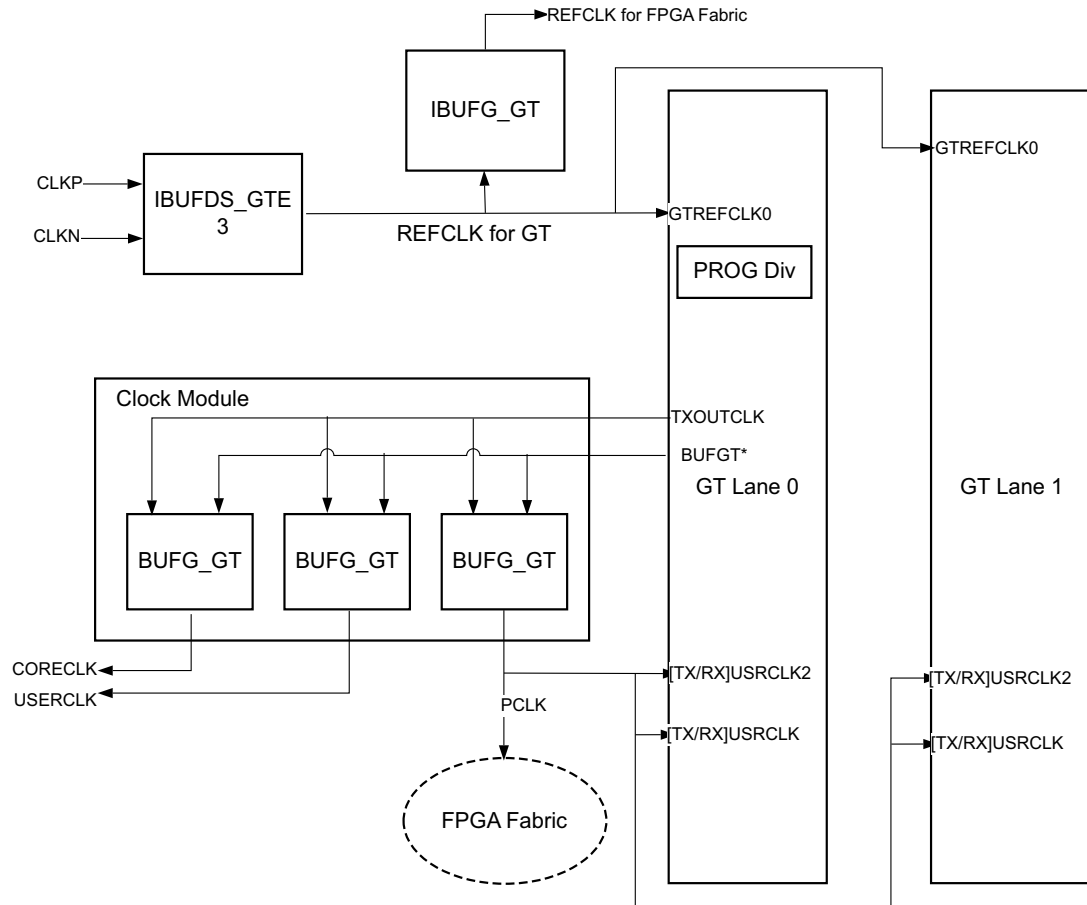 REFCLK for FPGA Fabric
IBUFG_GT
GTREFCLK0
CLKP
IBUFDS_GTE
3
CLKN
GTREFCLK0
REFCLK for GT
PROG Div
Clock Module
TXOUTCLK
BUFGT*
GT Lane 0
GT Lane 1
BUFG_GT
BUFG_GT
BUFG_GT
CORECLK
[TX/RX]USRCLK2
[TX/RX]USRCLK2
USERCLK
PCLK
[TX/RX]USRCLK
[TX/RX]USRCLK
FPGA Fabric